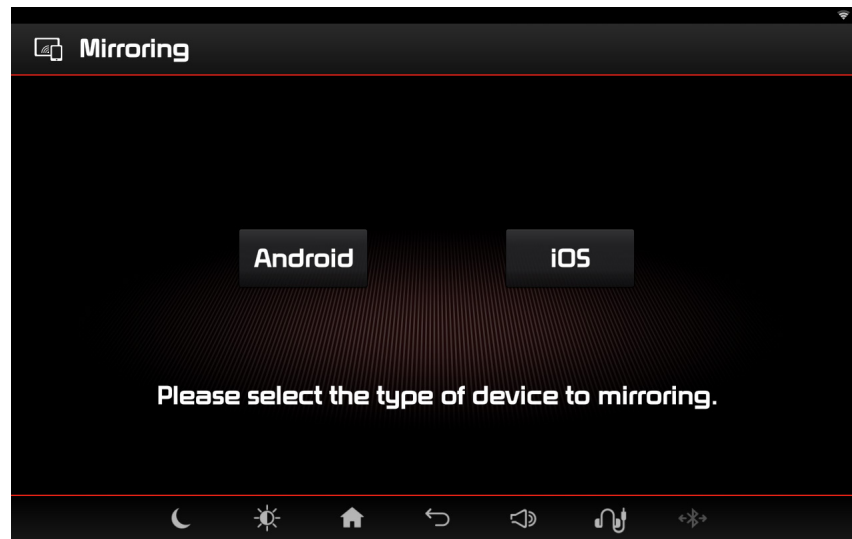 Mirroring
Android
iOS
Please select the type of device to mirroring.